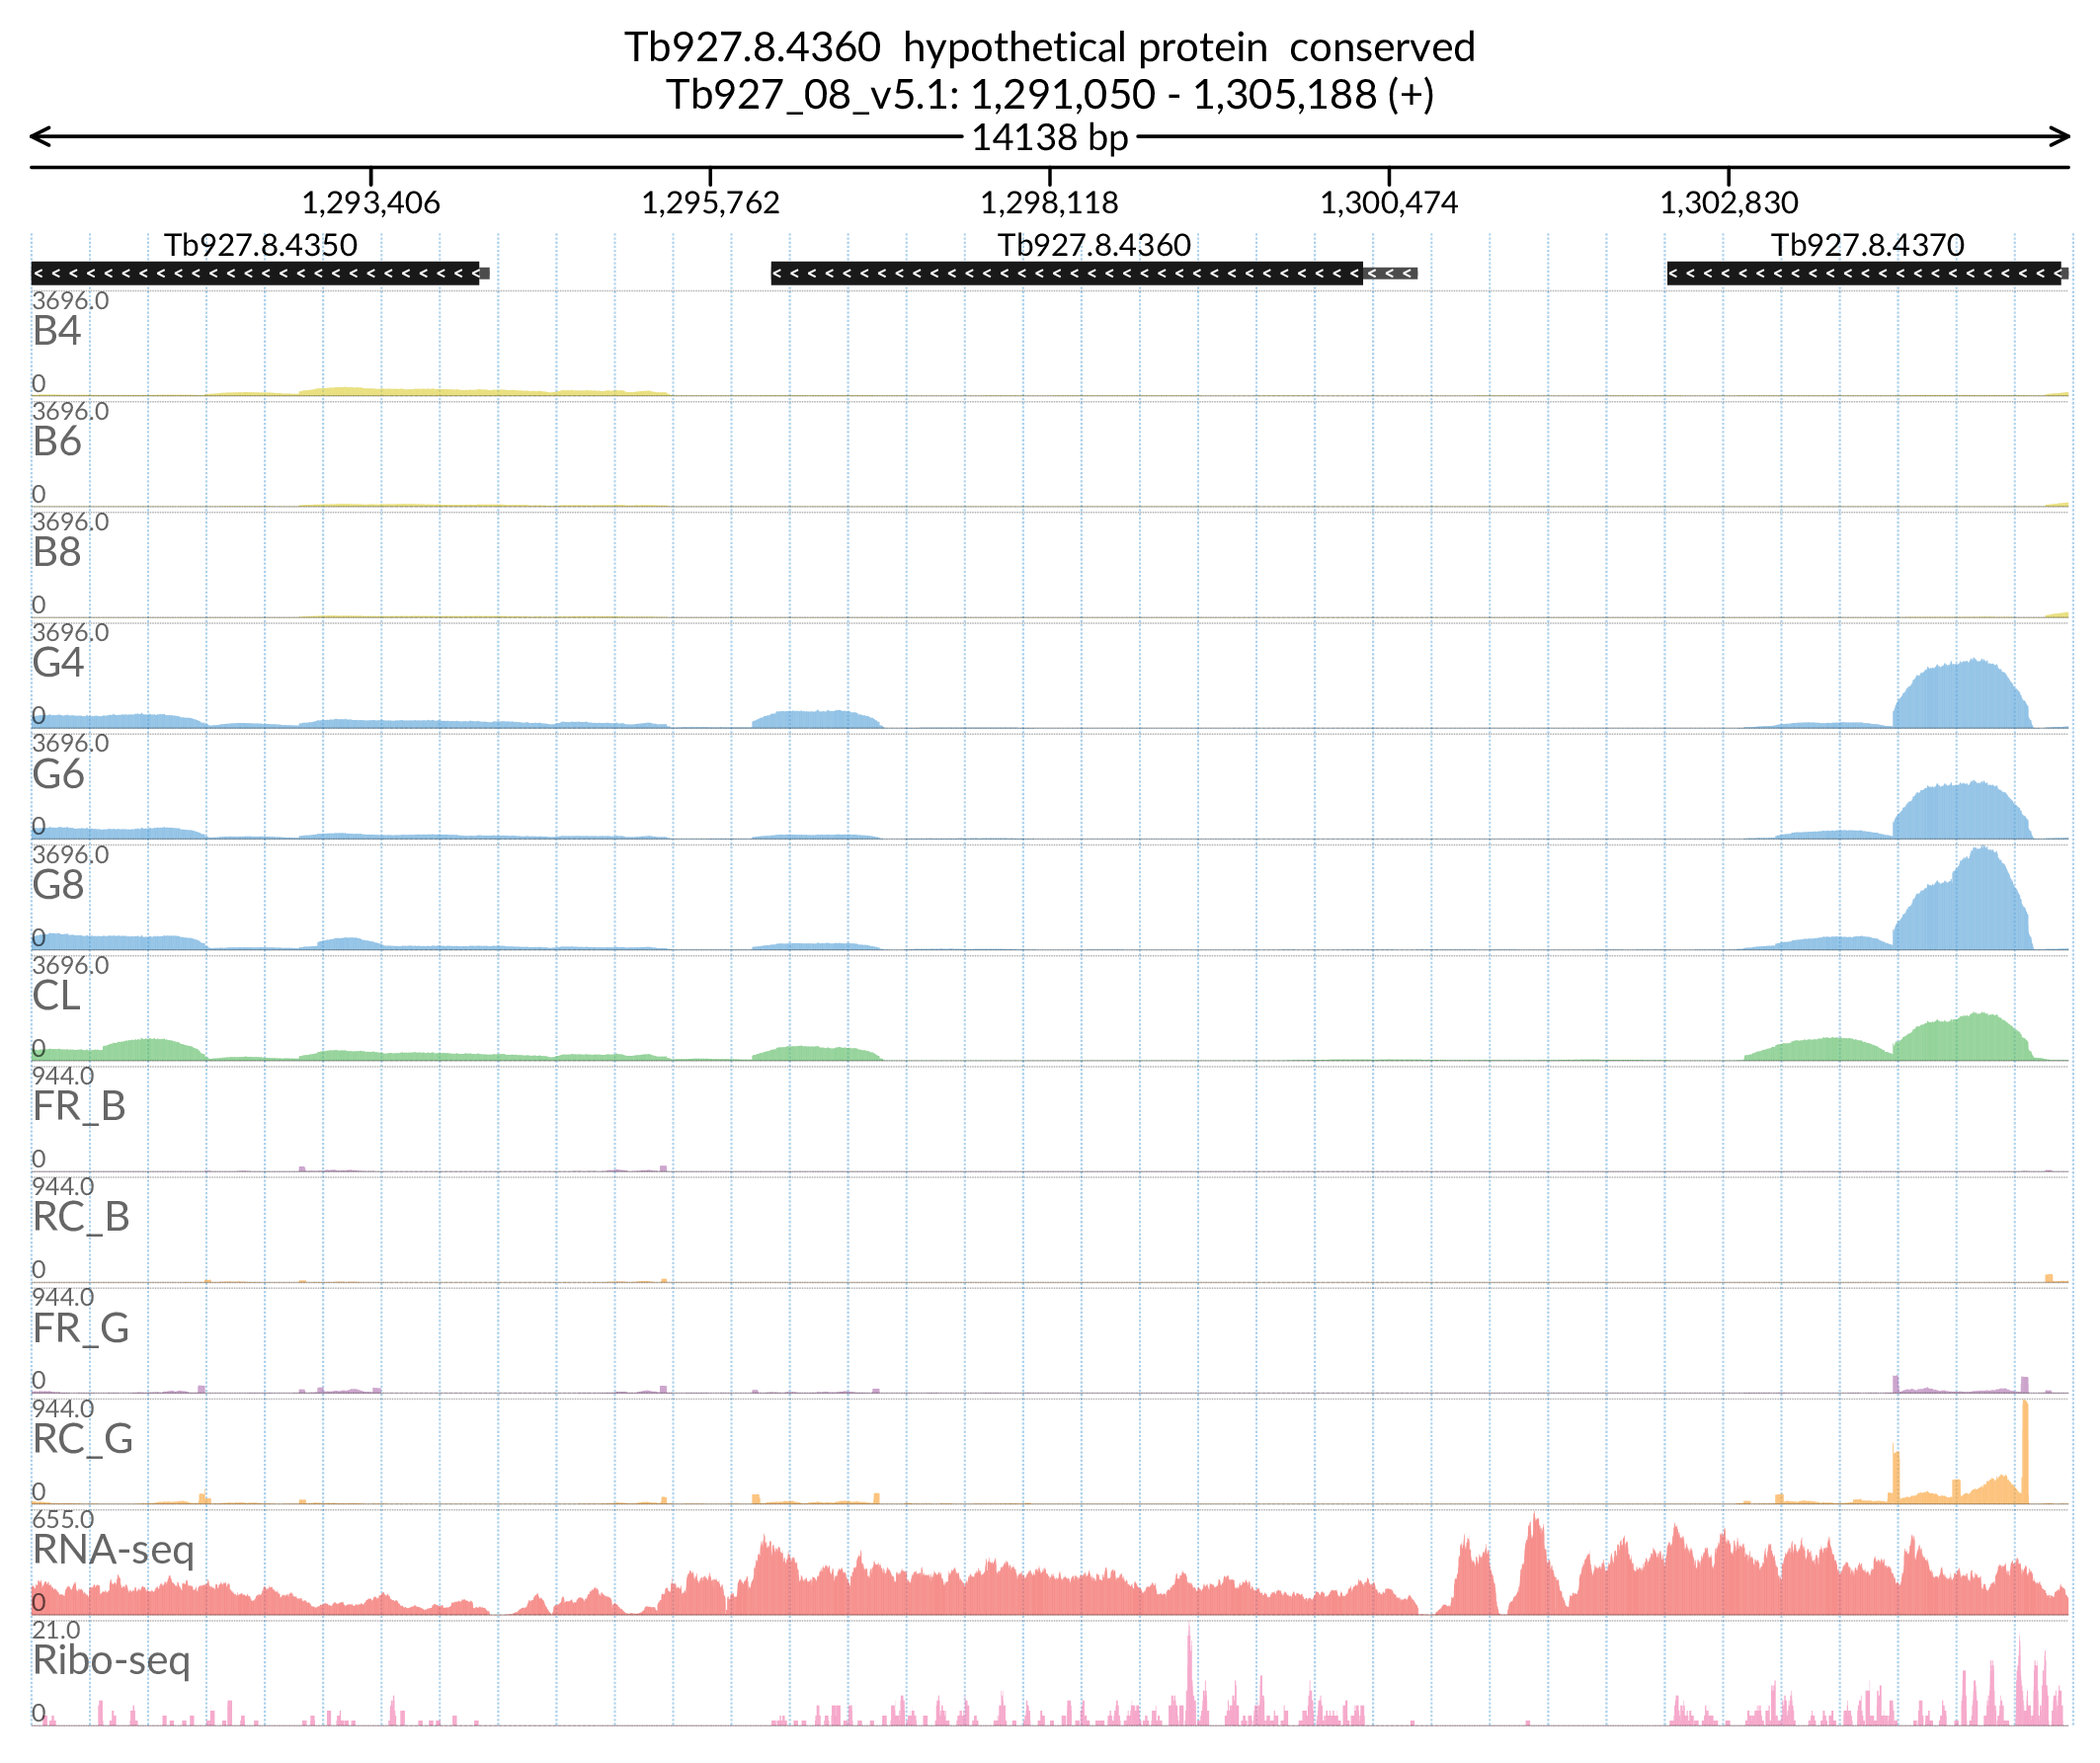 Tb927.8.4360 hypothetical protein conserved
Tb927_08_v5.1: 1,291,050 - 1,305,188 (+)
14138 bp
1,293,406 1,295,762 1,298,118 1,300,474 1,302,830
Tb927.8.4350 Tb927.8.4360 Tb927.8.4370
3696.0
B4
0
3696.0
B6
0
3696.0
B8
0
3696.0
G4
0
3696.0
G6
0
3696.0
G8
0
3696.0
CL
0
944.0
FR_B
0
944.0
RC_B
0
944.0
FR_G
0
944.0
RC_G
0
655.0
RNA-seq
0
21.0
Ribo-seq
0